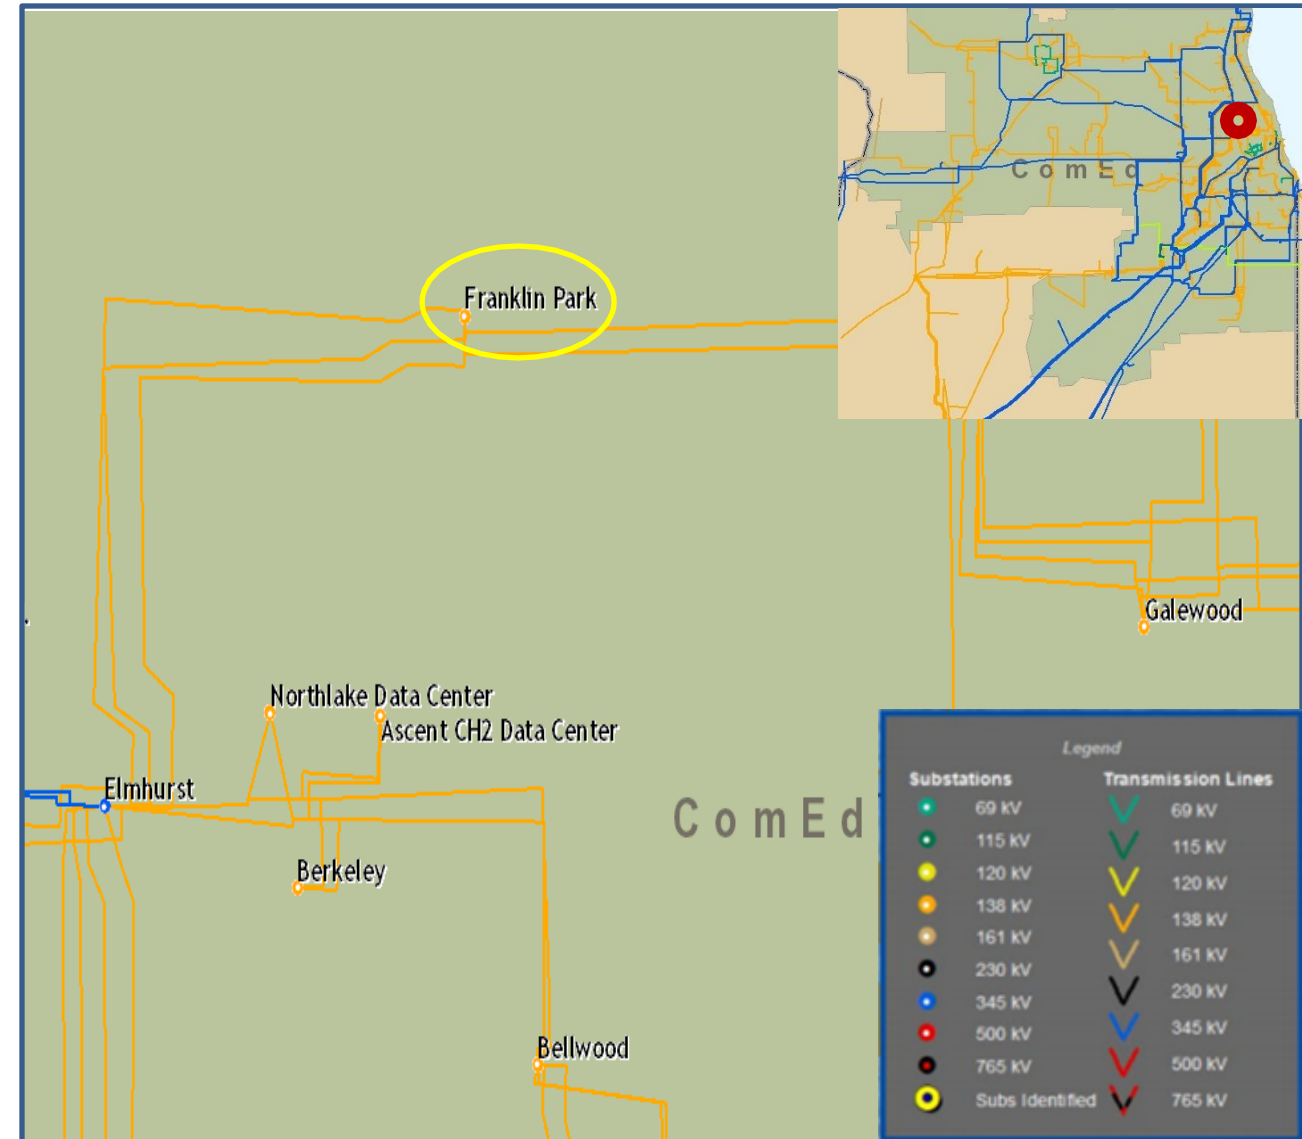 ComEd
Franklin Park
Galewood
Northlake Data Center
Ascent CH2 Data Center
Elmhurst
ComEd
Berkeley
Bellwood
Legend
Substations
69 kV
115 kV
120 kV
138 kV
161 kV
230 kV
345 kV
500 kV
765 kV
Subs Identified
Transmission Lines
69 kV
115 kV
120 kV
138 kV
161 kV
230 kV
345 kV
500 kV
765 kV